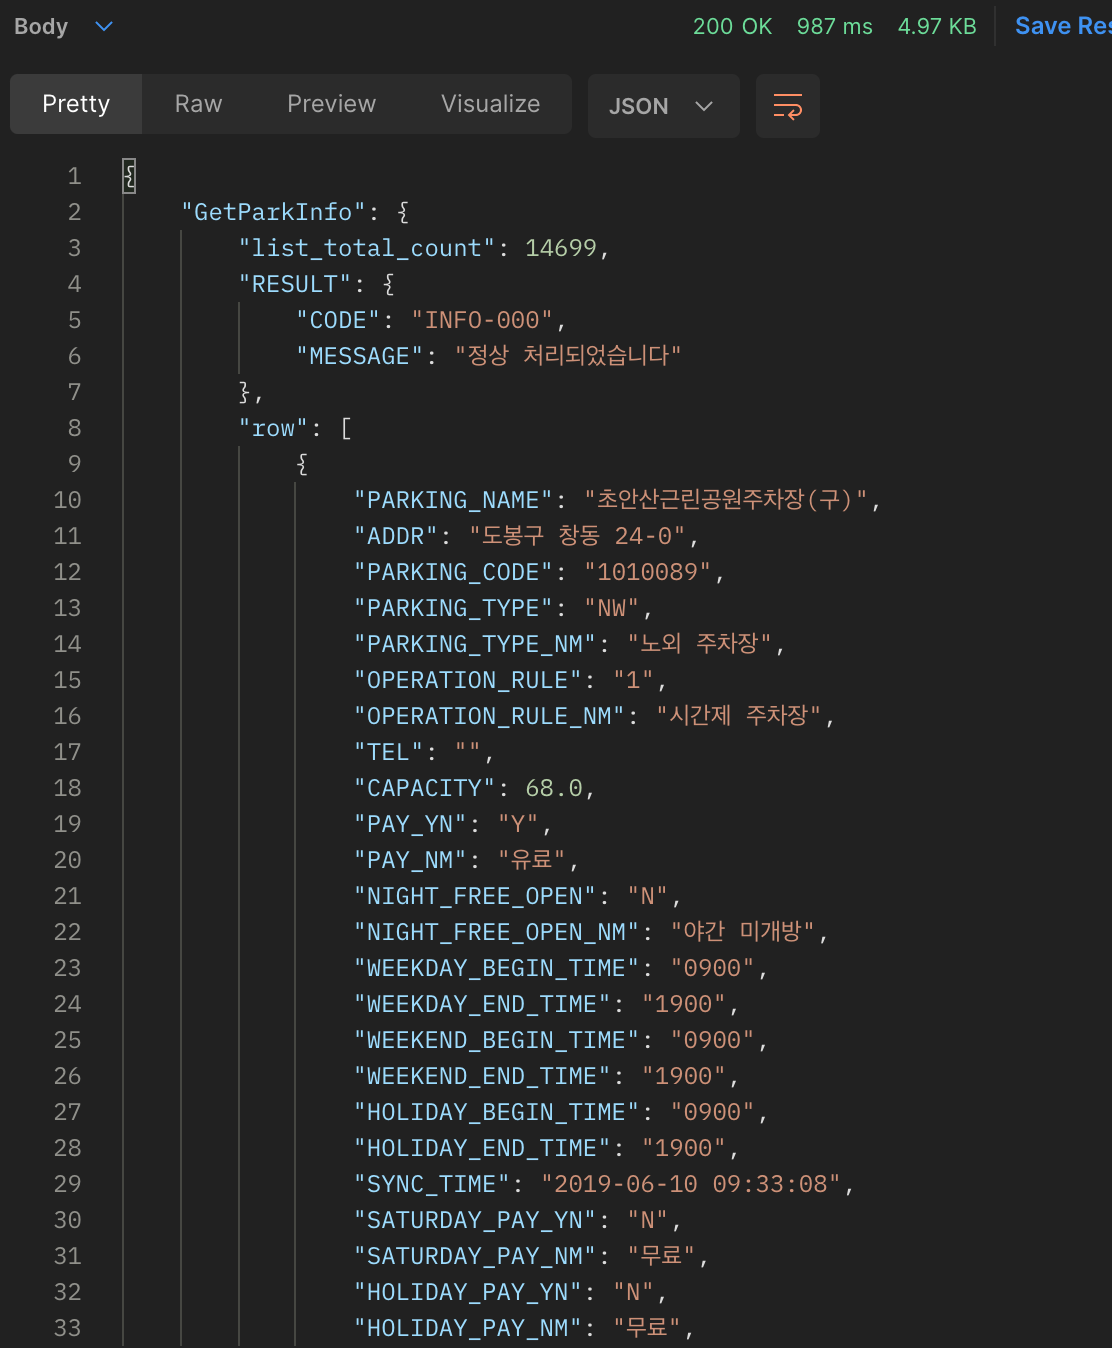 Body 200 OK 987 ms 4.97 KB Save Res
Pretty Raw Preview Visualize JSON
1 {
2 "GetParkInfo": {
3 "list_total_count": 14699,
4 "RESULT": {
5 "CODE": "INFO-000",
6 "MESSAGE": "정상 처리되었습니다"
7 },
8 "row": [
9 {
10 "PARKING_NAME": "초안산근린공원주차장(구)",
11 "ADDR": "도봉구 창동 24-0",
12 "PARKING_CODE": "1010089",
13 "PARKING_TYPE": "NW",
14 "PARKING_TYPE_NM": "노외 주차장",
15 "OPERATION_RULE": "1",
16 "OPERATION_RULE_NM": "시간제 주차장",
17 "TEL": "",
18 "CAPACITY": 68.0,
19 "PAY_YN": "Y",
20 "PAY_NM": "유료",
21 "NIGHT_FREE_OPEN": "N",
22 "NIGHT_FREE_OPEN_NM": "야간 미개방",
23 "WEEKDAY_BEGIN_TIME": "0900",
24 "WEEKDAY_END_TIME": "1900",
25 "WEEKEND_BEGIN_TIME": "0900",
26 "WEEKEND_END_TIME": "1900",
27 "HOLIDAY_BEGIN_TIME": "0900",
28 "HOLIDAY_END_TIME": "1900",
29 "SYNC_TIME": "2019-06-10 09:33:08",
30 "SATURDAY_PAY_YN": "N",
31 "SATURDAY_PAY_NM": "무료",
32 "HOLIDAY_PAY_YN": "N",
33 "HOLIDAY_PAY_NM": "무료",